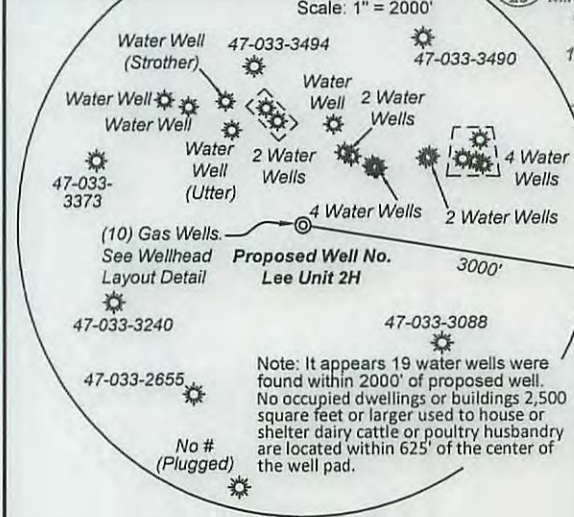 Scale: 1" = 2000'
Water Well
(Strother)
47-033-3494
47-033-3490
Water Well
Water Well
Water
Well
(Utter)
2 Water
Wells
Water
Well
2 Water
Wells
4 Water
Wells
47-033-
3373
4 Water Wells
2 Water Wells
(10) Gas Wells.
See Wellhead
Layout Detail
Proposed Well No.
Lee Unit 2H
3000'
47-033-3240
47-033-3088
47-033-2655
Note: It appears 19 water wells were
found within 2000' of proposed well.
No occupied dwellings or buildings 2,500
square feet or larger used to house or
shelter dairy cattle or poultry husbandry
are located within 625' of the center of
the well pad.
No #
(Plugged)